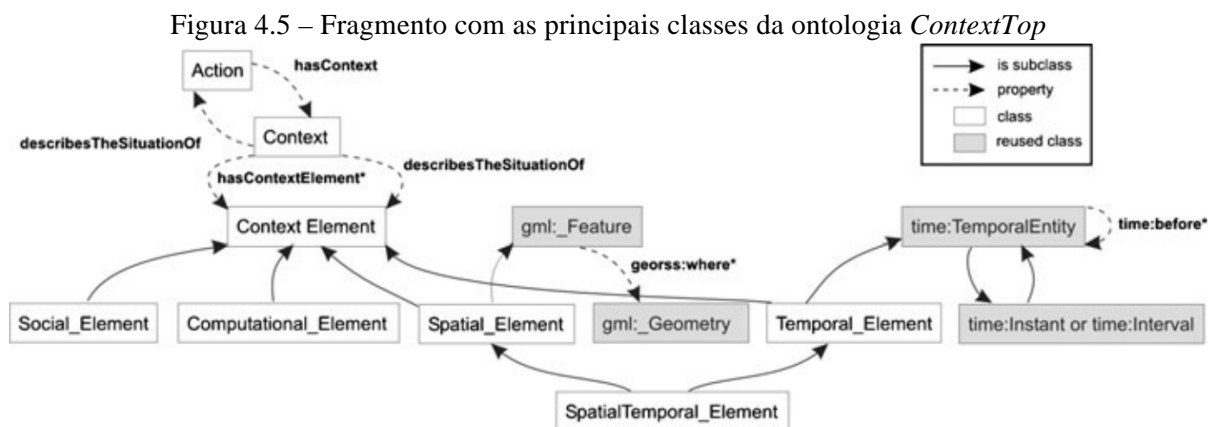 Figura 4.5 – Fragmento com as principais classes da ontologia ContextTop
hasContext
Action
is subclass
property
class
reused class
Context
describesTheSituationOf
describesTheSituationOf
hasContextElement*
Context Element
gml:_Feature
time:TemporalEntity
time:before*
georss:where*
Social_Element
Computational_Element
Spatial_Element
gml:_Geometry
Temporal_Element
time:Instant or time:Interval
SpatialTemporal_Element